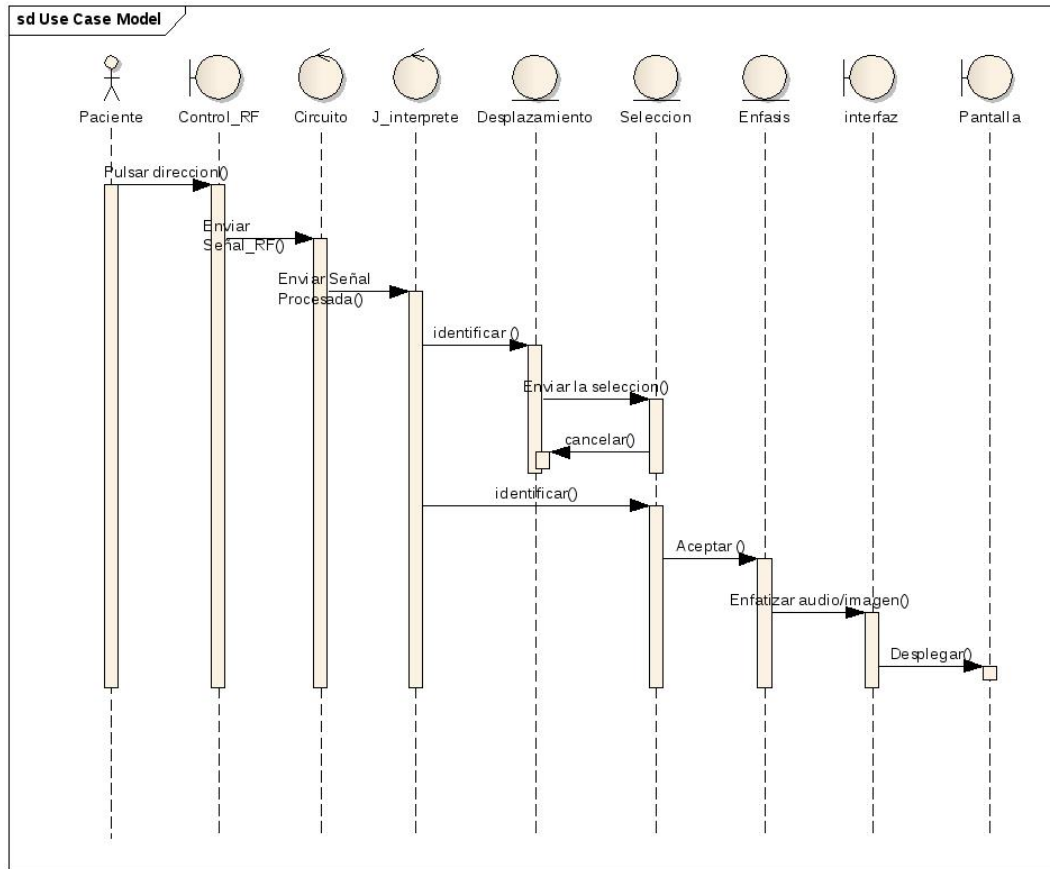 sd Use Case Model
Paciente
Control_RF
Circuito
J_interprete
Desplazamiento
Seleccion
Enfasis
interfaz
Pantalla
Pulsar direccion()
Enviar
Señal_RF()
Enviar Señal
Procesada()
identificar ()
Enviar la seleccion()
cancelar()
identificar()
Aceptar ()
Enfatizar audio/imagen()
Desplegar()